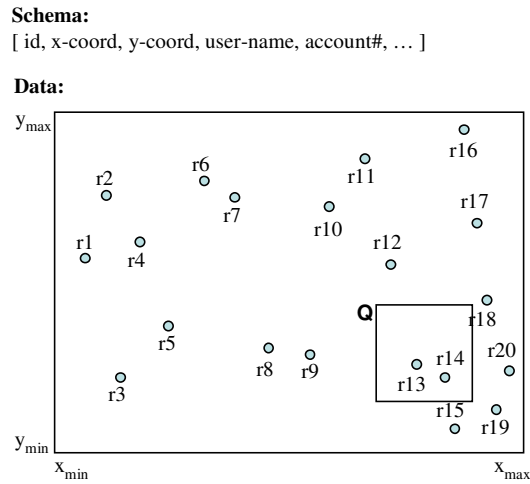 Schema:
[ id, x-coord, y-coord, user-name, account#, … ]
Data:
ymax
r16
r11
r6
r2
r7
r17
r10
r1
r4
r12
Q
r18
r5
r14
r20
r8
r9
r13
r3
r15
r19
ymin
xmin
xmax